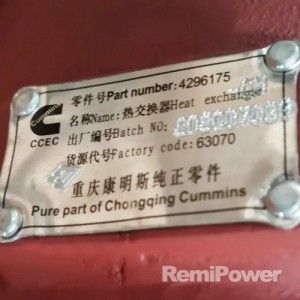 Cummins
CCEC
零件号Part number:4296175
名称Name:热交换器Heat exchanger
出厂编号Batch NO:
货源代号Factory code:63070
重庆康明斯纯正零件
Pure part of Chongqing Cummins
RemiPower